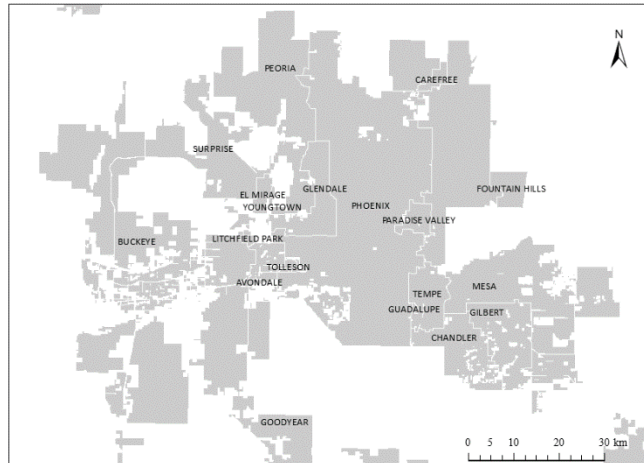 N
PEORIA
CAREFREE
SURPRISE
EL MIRAGE
GLENDALE
FOUNTAIN HILLS
YOUNGTOWN
PHOENIX
PARADISE VALLEY
BUCKEYE
LITCHFIELD PARK
TOLLESON
AVONDALE
MESA
TEMPE
GUADALUPE
GILBERT
CHANDLER
GOODYEAR
0 5 10 20 30 km